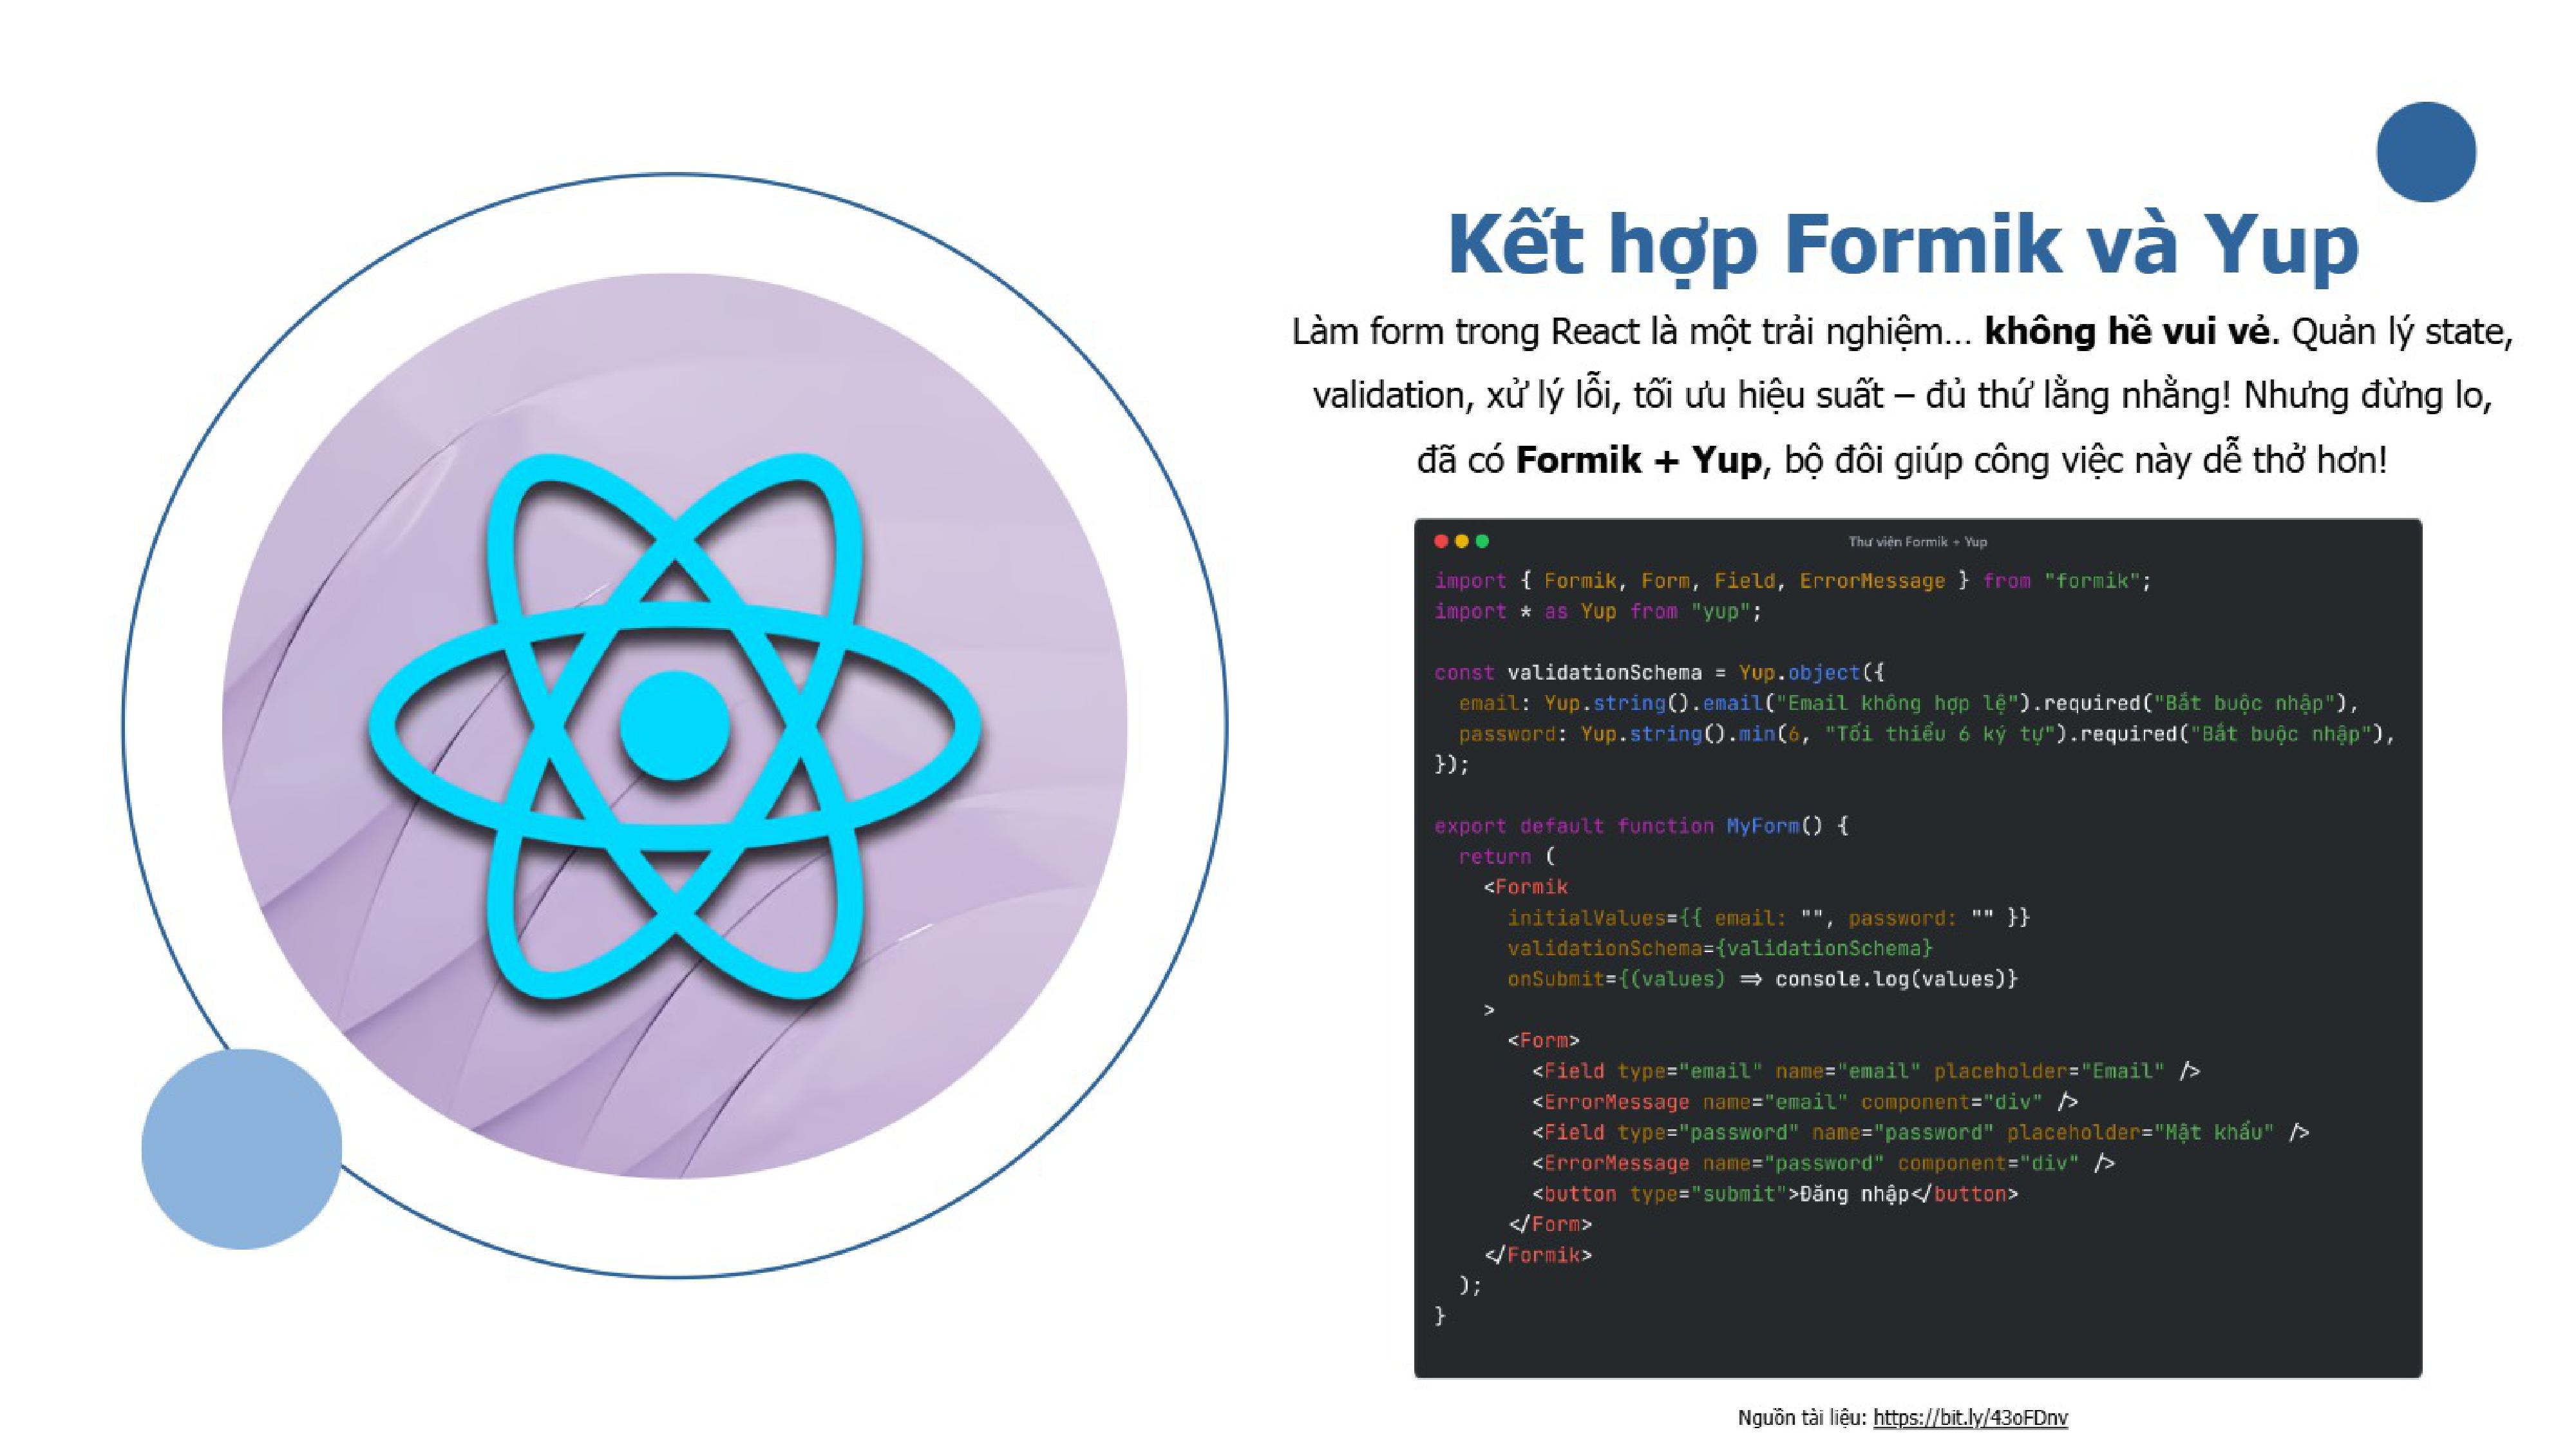 Kết hợp Formik và Yup
Làm form trong React là một trải nghiệm... không hề vui vẻ. Quản lý state,
validation, xử lý lỗi, tối ưu hiệu suất – đủ thứ lằng nhằng! Nhưng đừng lo,
đã có Formik + Yup, bộ đôi giúp công việc này dễ thở hơn!
Thư viện Formik + Yup
import { Formik, Form, Field, ErrorMessage } from "formik";
import * as Yup from "yup";
const validationSchema = Yup.object({
  email: Yup.string().email("Email không hợp lệ").required("Bắt buộc nhập"),
  password: Yup.string().min(6, "Tối thiểu 6 ký tự").required("Bắt buộc nhập"),
});
export default function MyForm() {
  return (
    <Formik
      initialValues={{ email: "", password: "" }}
      validationSchema={validationSchema}
      onSubmit={(values) => console.log(values)}
    >
      <Form>
        <Field type="email" name="email" placeholder="Email" />
        <ErrorMessage name="email" component="div" />
        <Field type="password" name="password" placeholder="Mật khẩu" />
        <ErrorMessage name="password" component="div" />
        <button type="submit">Đăng nhập</button>
      </Form>
    </Formik>
  );
}
Nguồn tài liệu: https://bit.ly/43oFDnv